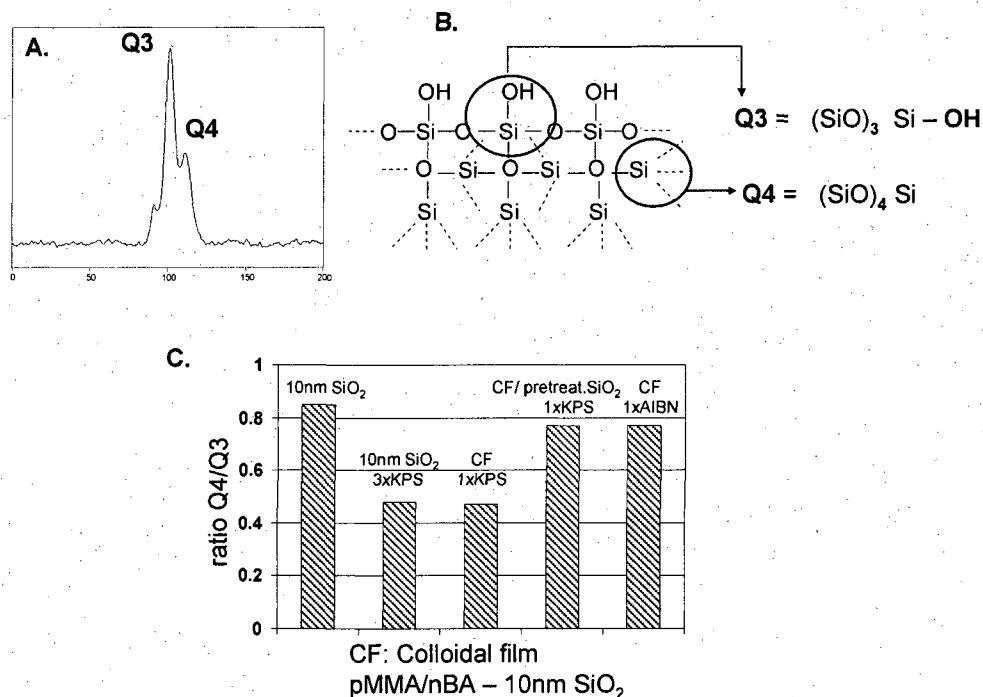 A.
Q3
Q4
0 50 100 150 200
B.
OH OH OH
O Si O Si O Si O
O Si O Si O Si
Si Si Si
Q3 = (SiO)3 Si – OH
Q4 = (SiO)4 Si
C.
ratio Q4/Q3
1
0.8
0.6
0.4
0.2
0
10nm SiO2
10nm SiO2
3xKPS
CF
1xKPS
CF/ pretreat.SiO2
1xKPS
CF
1xAIBN
CF: Colloidal film
pMMA/nBA – 10nm SiO2